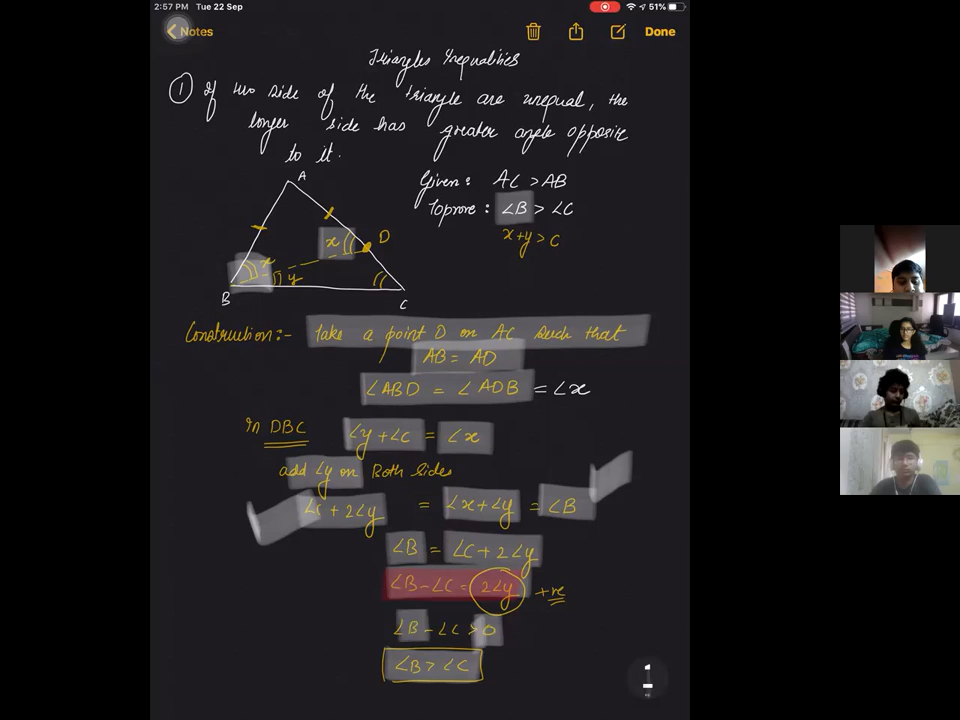 2:57 PM Tue 22 Sep 51%
Notes Done
Triangles Inequalities
1 If two side of the triangle are unequal, the
longer side has greater angle opposite
to it.
A
Given: AC > AB
To prove: ∠B > ∠C
x+y > C
x D
x y
B C
Construction:- Take a point D on AC such that
AB = AD
∠ABD = ∠ADB = ∠x
In DBC ∠y + ∠C = ∠x
add ∠y on Both sides
∠C + 2∠y = ∠x + ∠y = ∠B
∠B = ∠C + 2∠y
∠B - ∠C = 2∠y +ve
∠B - ∠C > 0
∠B > ∠C
1